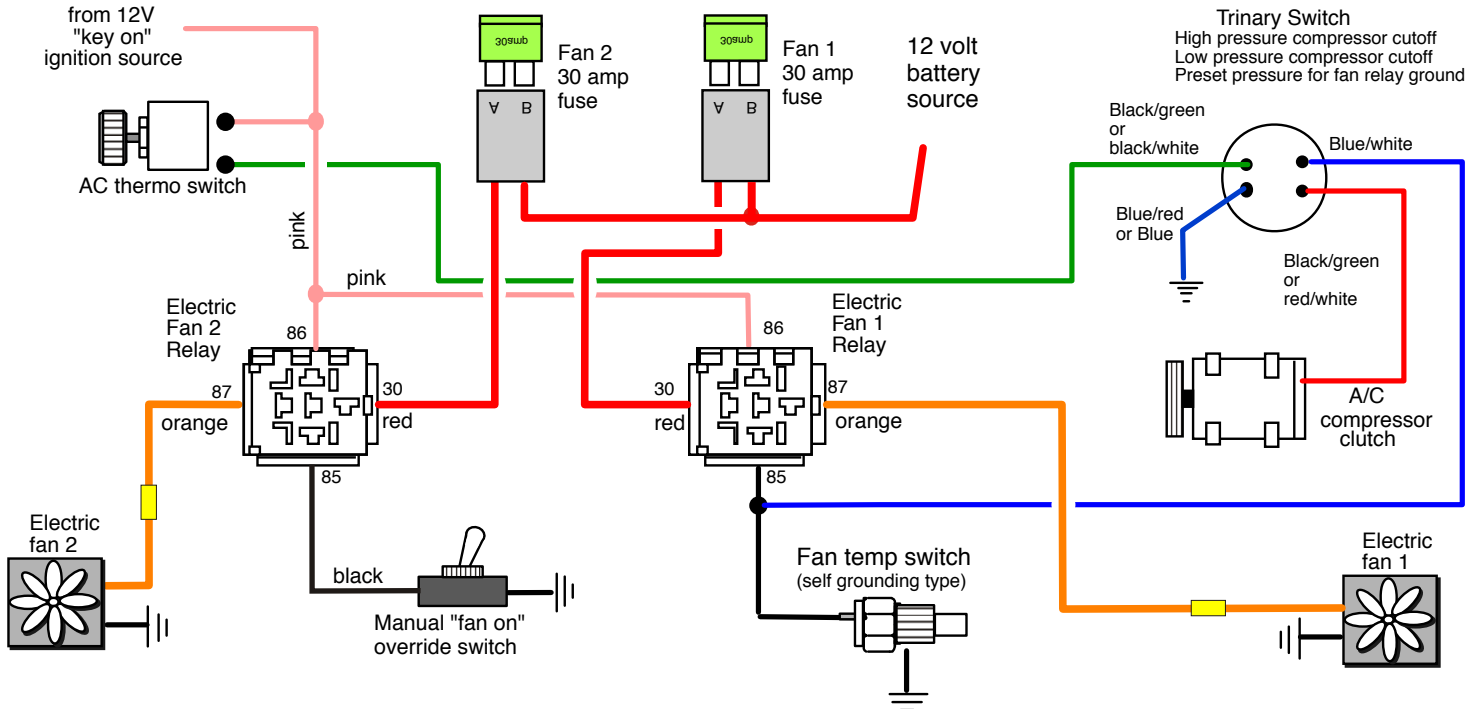 from 12V
"key on"
ignition source
AC thermo switch
pink
pink
30amp
A B
Fan 2
30 amp
fuse
30amp
A B
Fan 1
30 amp
fuse
12 volt
battery
source
Trinary Switch
High pressure compressor cutoff
Low pressure compressor cutoff
Preset pressure for fan relay ground
Black/green
or
black/white
Blue/white
Blue/red
or Blue
Black/green
or
red/white
A/C
compressor
clutch
Electric
Fan 2
Relay
86
87
orange
30
red
85
Electric
Fan 1
Relay
86
30
red
87
orange
85
black
Manual "fan on"
override switch
Fan temp switch
(self grounding type)
Electric
fan 2
Electric
fan 1